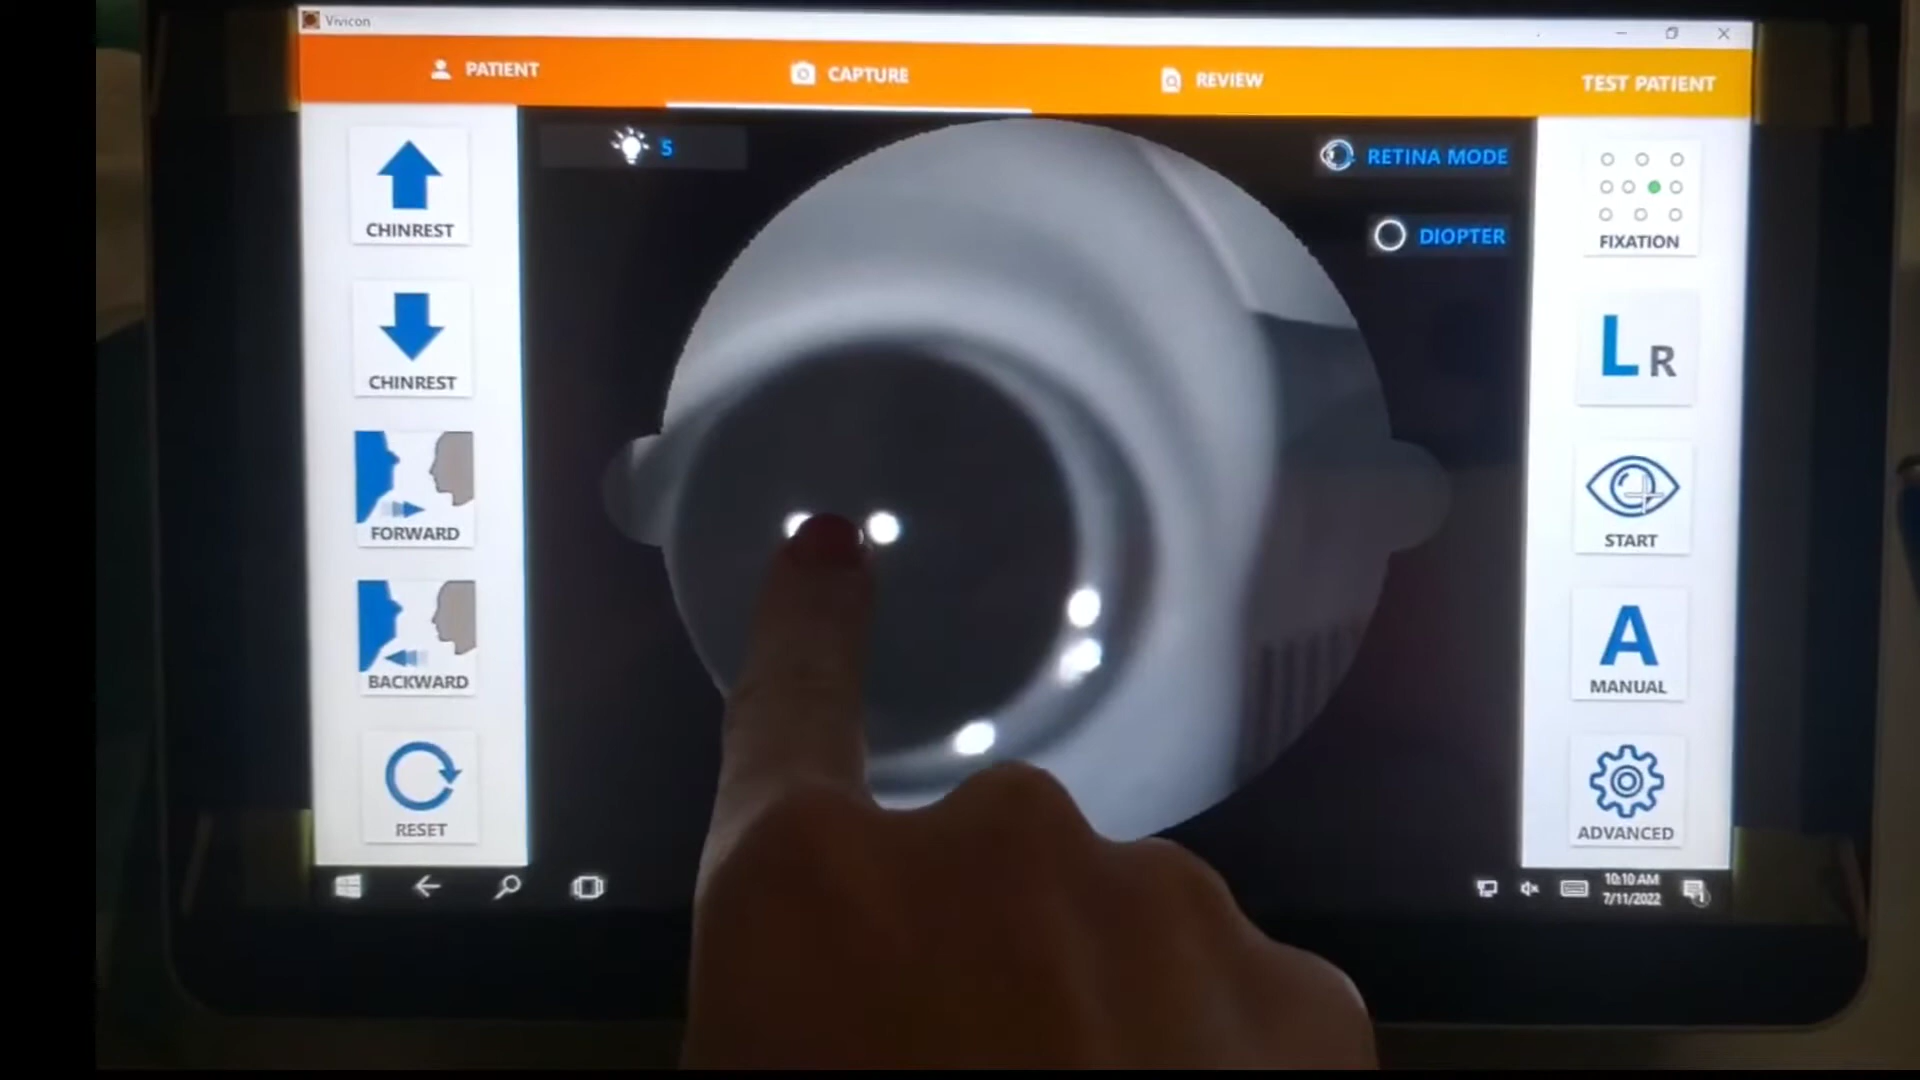 Vivicon
PATIENT
CAPTURE
REVIEW
TEST PATIENT
CHINREST
CHINREST
FORWARD
BACKWARD
RESET
5
RETINA MODE
DIOPTER
FIXATION
L R
START
A
MANUAL
ADVANCED
10:10 AM
7/11/2022
1